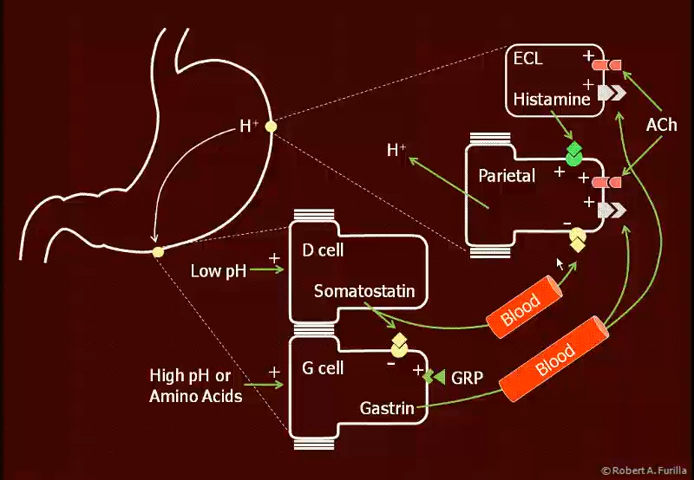 ECL
+
Histamine
+
ACh
H+
H+
Parietal
+
+
-
D cell
Low pH
+
Somatostatin
Blood
Blood
-
+
G cell
GRP
High pH or
Amino Acids
+
Gastrin
© Robert A. Furilla